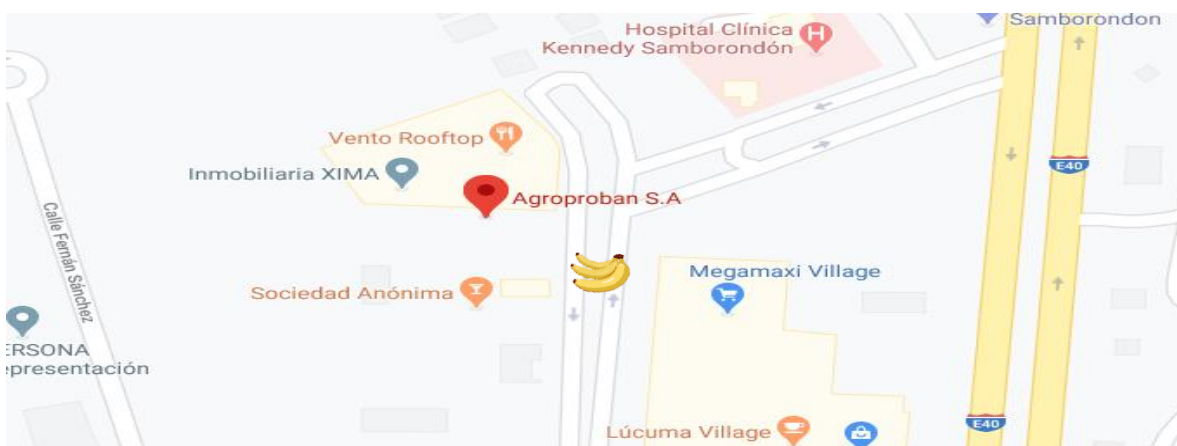 Samborondon
Hospital Clínica
Kennedy Samborondón
H
Vento Rooftop
E40
Inmobiliaria XIMA
Agroproban S.A
Calle Fernán Sánchez
Megamaxi Village
Sociedad Anónima
ERSONA
presentación
E40
Lúcuma Village